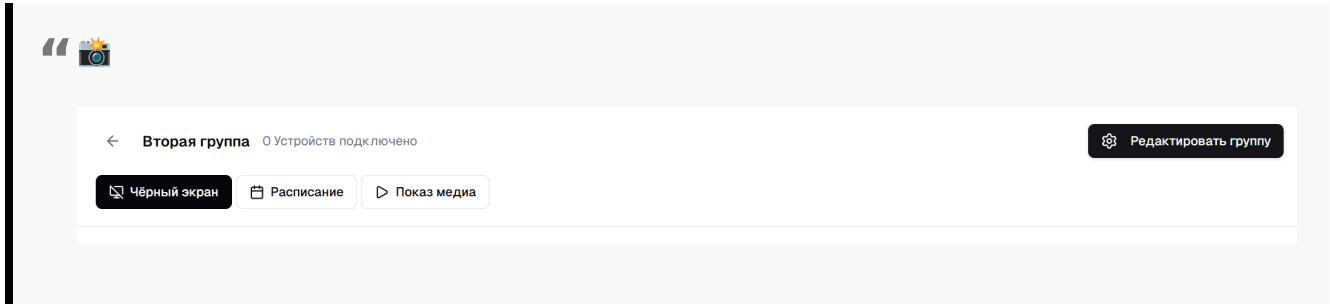 “ 📸
Вторая группа 0 Устройств подключено
Редактировать группу
Чёрный экран Расписание Показ медиа